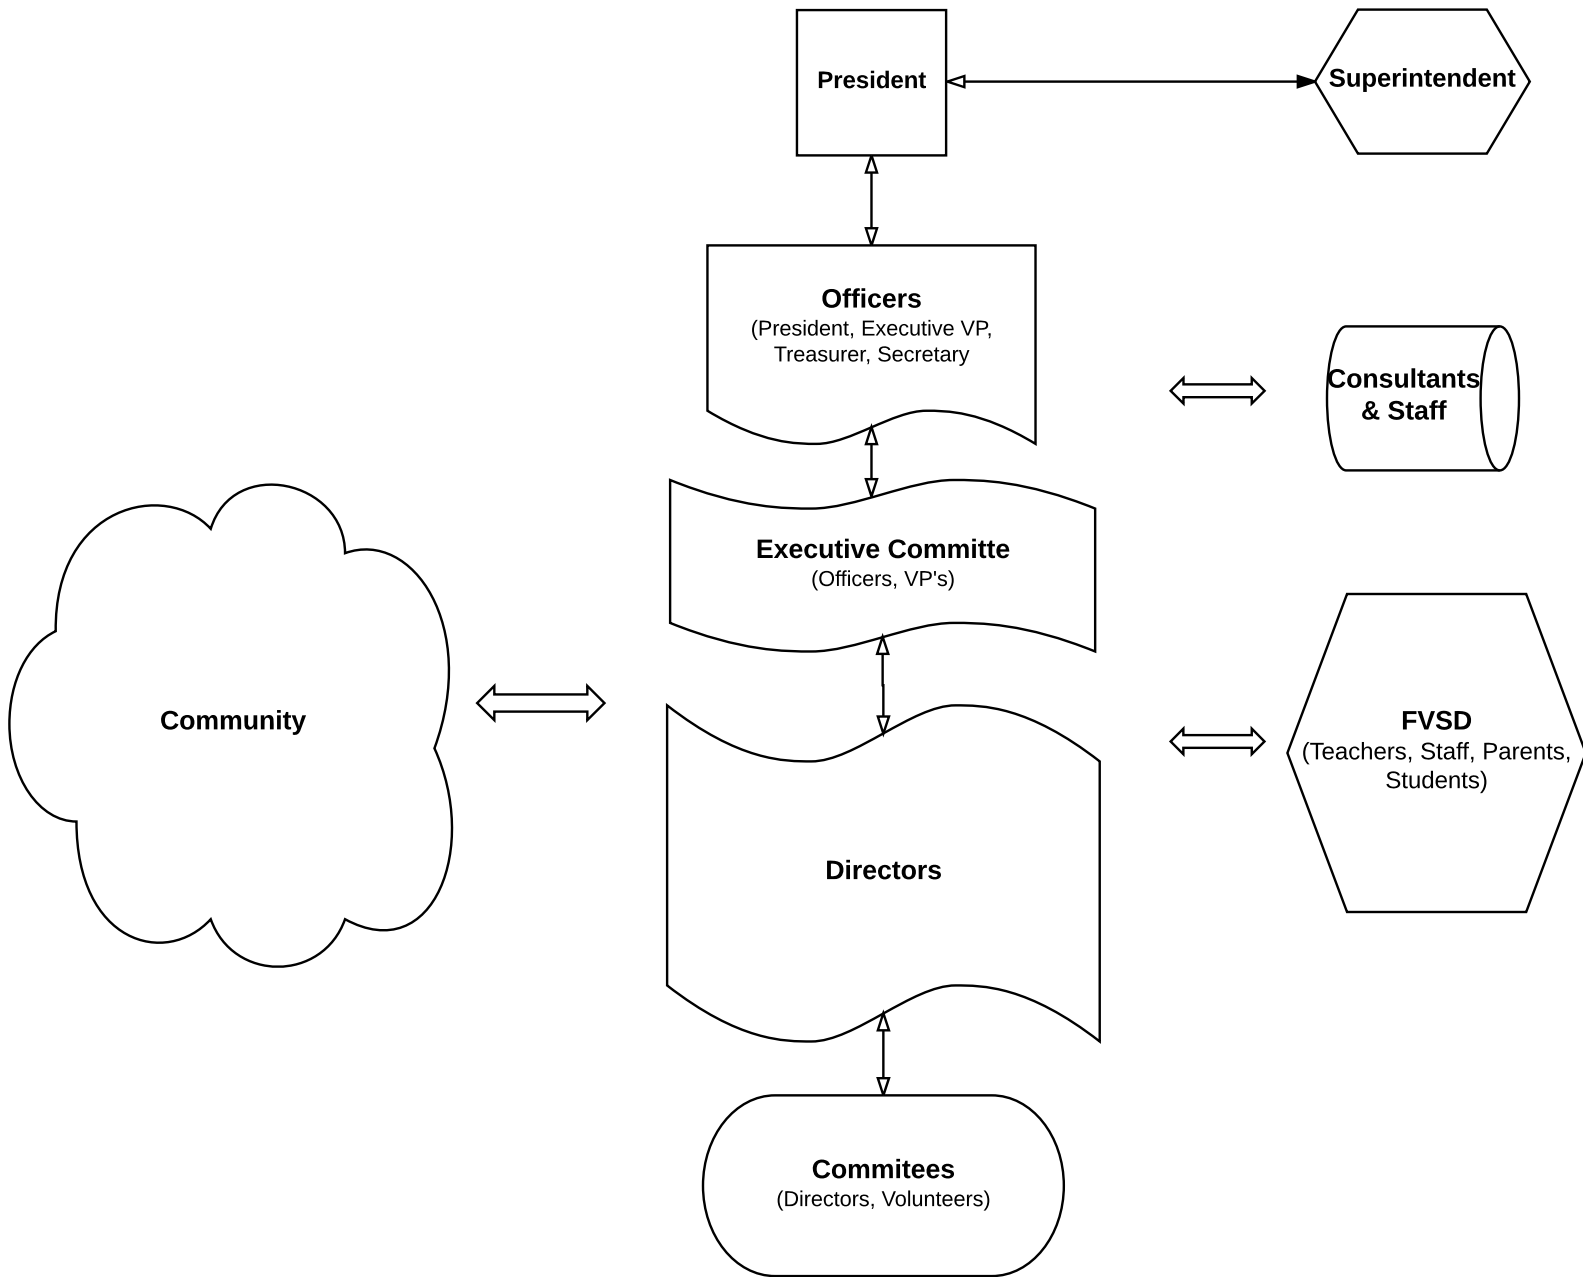 President
Superintendent
Officers
(President, Executive VP,
Treasurer, Secretary
Consultants
& Staff
Executive Committe
(Officers, VP's)
Community
FVSD
(Teachers, Staff, Parents,
Students)
Directors
Commitees
(Directors, Volunteers)